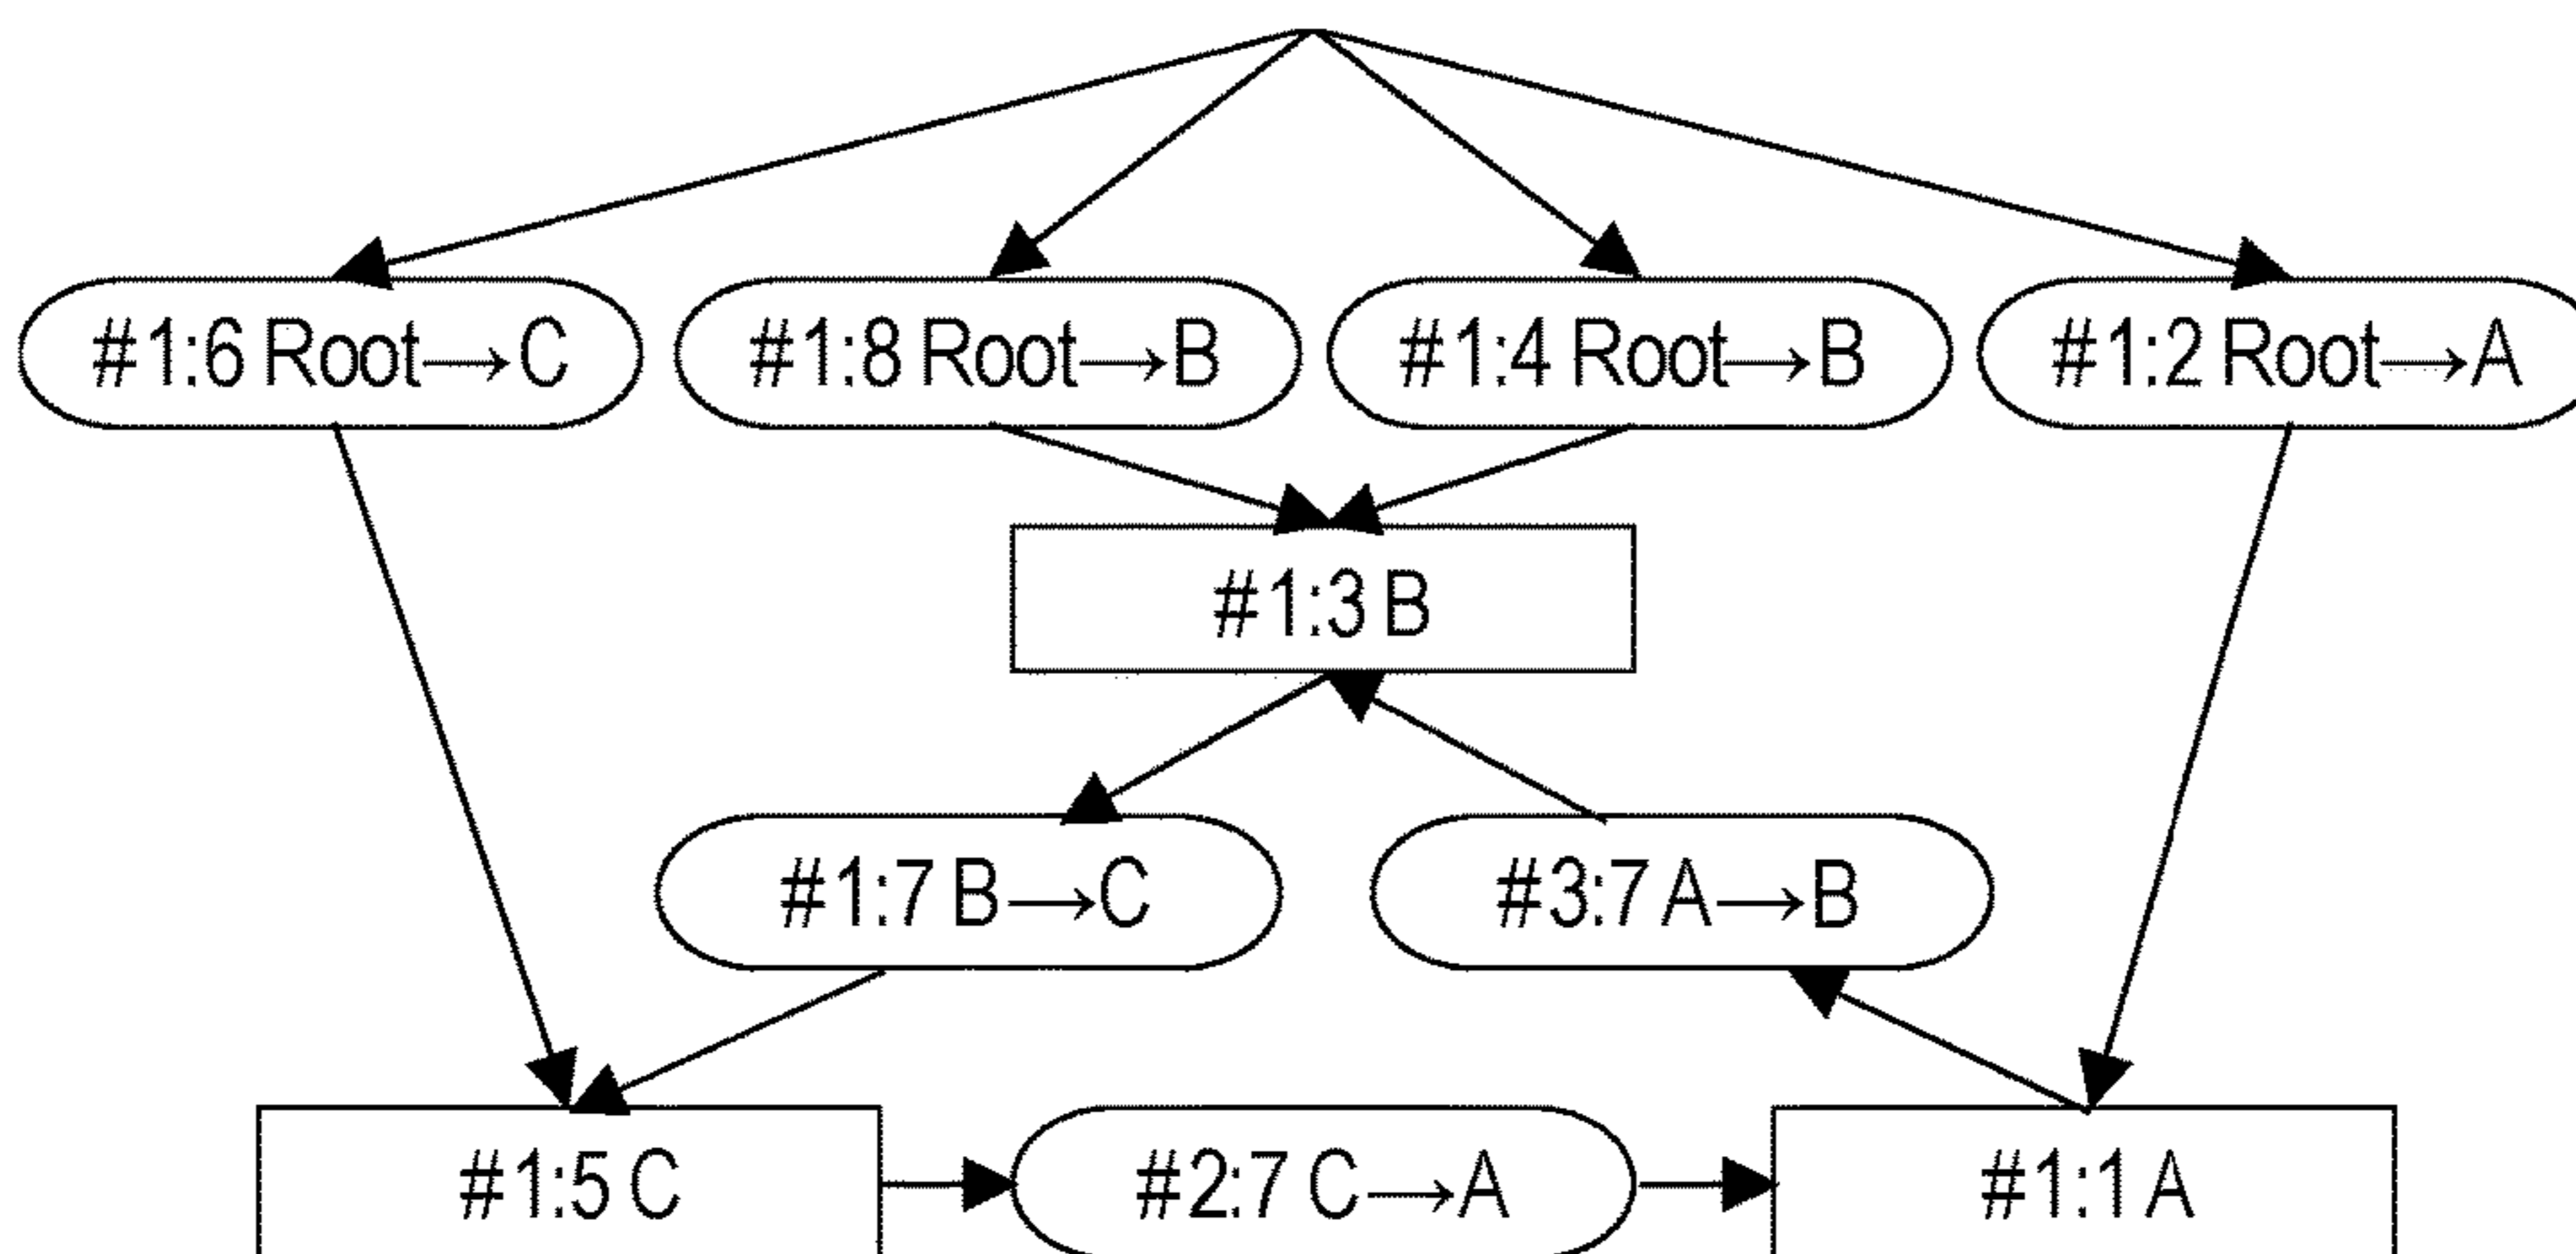 #1:6 Root→C
#1:8 Root→B
#1:4 Root→B
#1:2 Root→A
#1:3 B
#1:7 B→C
#3:7 A→B
#1:5 C
#2:7 C→A
#1:1 A